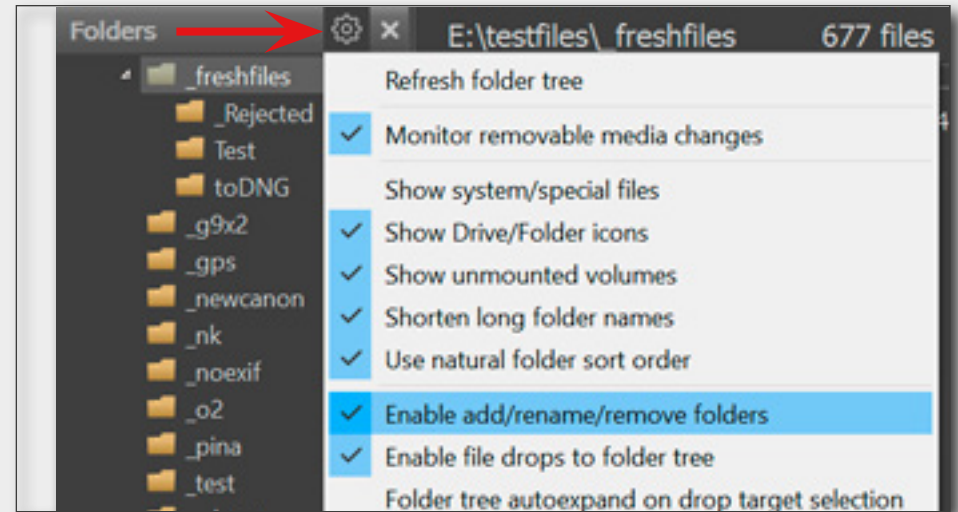 Folders E:\testfiles\_freshfiles 677 files
_freshfiles
_Rejected
Test
toDNG
_g9x2
_gps
_newcanon
_nk
_noexif
_o2
_pina
_test
Refresh folder tree
Monitor removable media changes
Show system/special files
Show Drive/Folder icons
Show unmounted volumes
Shorten long folder names
Use natural folder sort order
Enable add/rename/remove folders
Enable file drops to folder tree
Folder tree autoexpand on drop target selection